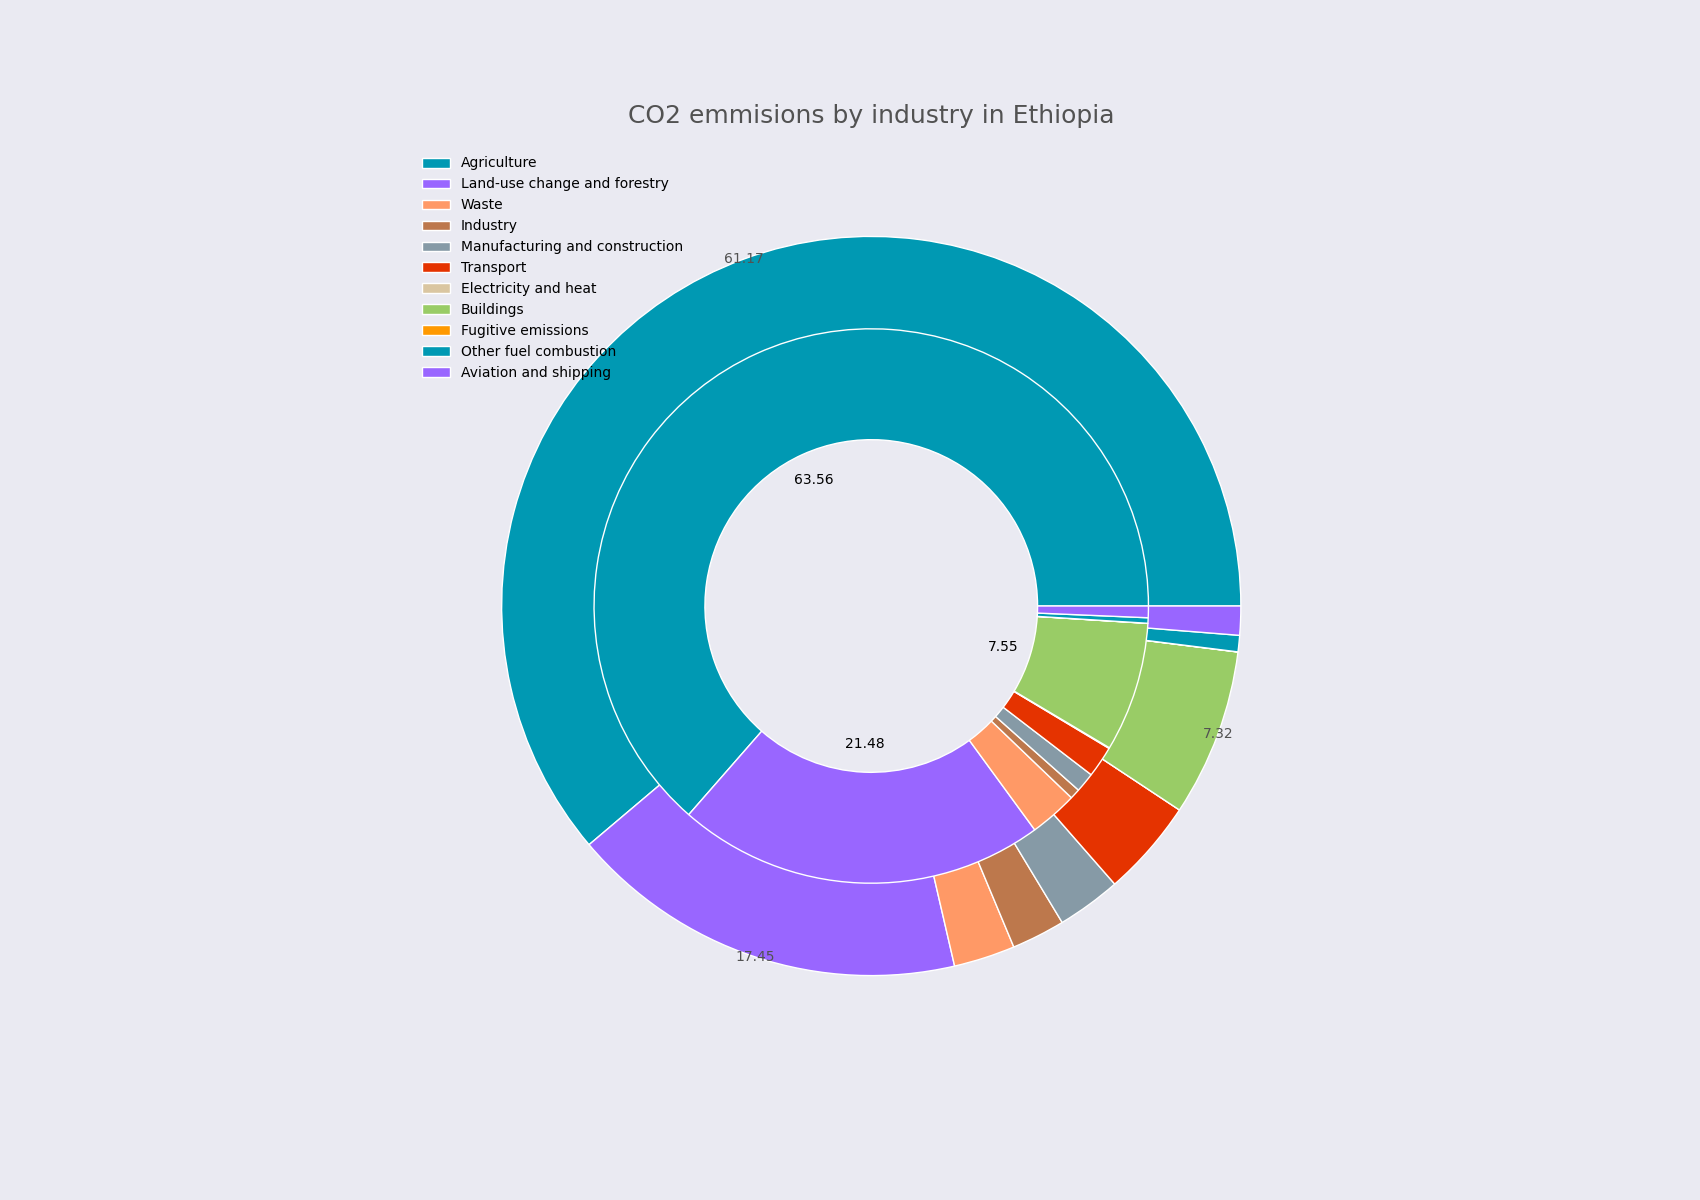 CO2 emmisions by industry in Ethiopia
Agriculture
Land-use change and forestry
Waste
Industry
Manufacturing and construction
Transport
Electricity and heat
Buildings
Fugitive emissions
Other fuel combustion
Aviation and shipping
61.17
63.56
7.55
7.32
21.48
17.45